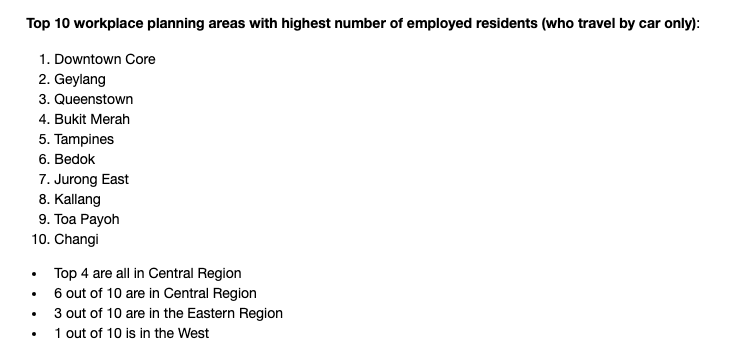 Top 10 workplace planning areas with highest number of employed residents (who travel by car only):
1. Downtown Core
2. Geylang
3. Queenstown
4. Bukit Merah
5. Tampines
6. Bedok
7. Jurong East
8. Kallang
9. Toa Payoh
10. Changi
• Top 4 are all in Central Region
• 6 out of 10 are in Central Region
• 3 out of 10 are in the Eastern Region
• 1 out of 10 is in the West